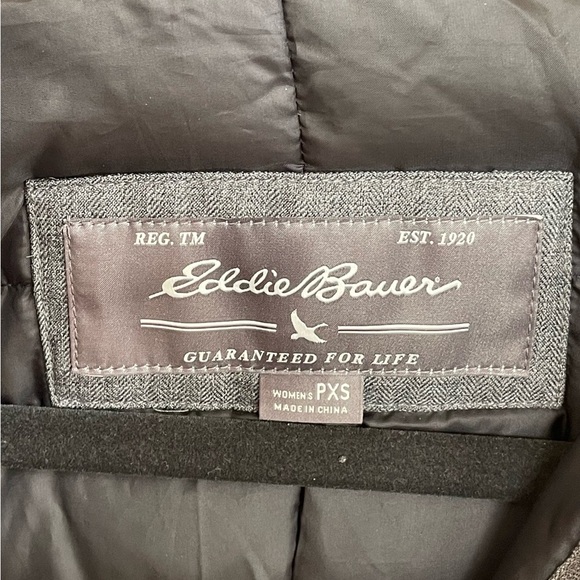 REG. TM EST. 1920
Eddie Bauer®
GUARANTEED FOR LIFE
WOMEN'S PXS
MADE IN CHINA